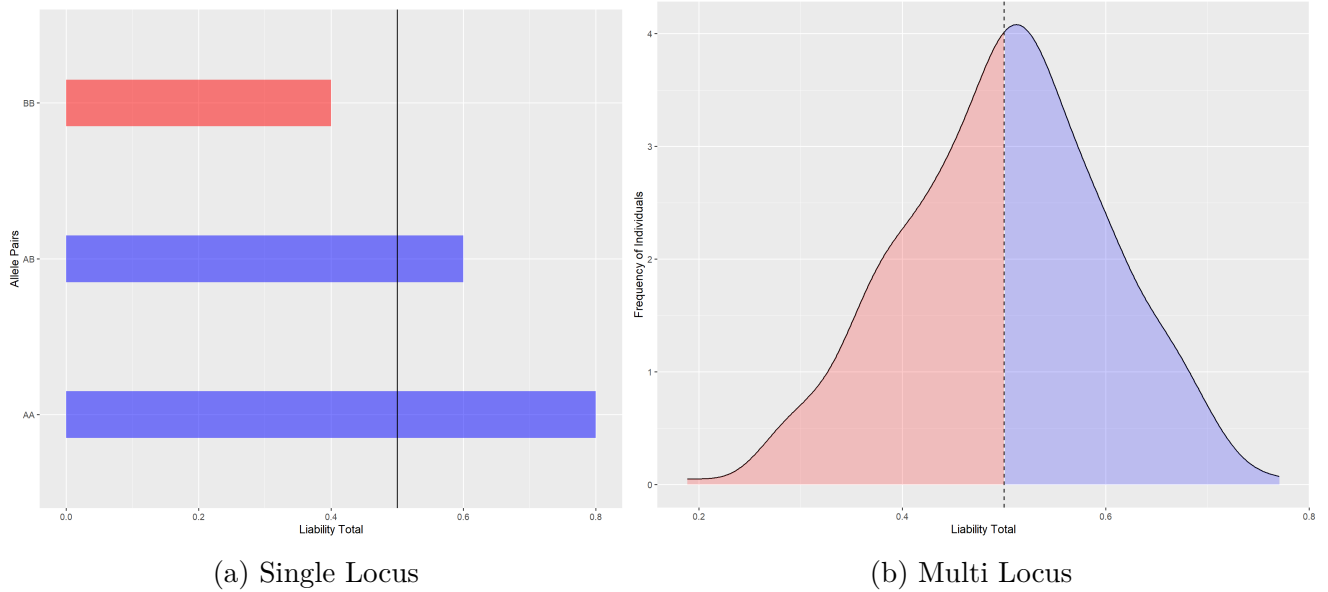 BB
AB
AA
Allele Pairs
0.0 0.2 0.4 0.6 0.8
Liability Total
(a) Single Locus
4
3
2
1
0
Frequency of Individuals
0.2 0.4 0.6 0.8
Liability Total
(b) Multi Locus